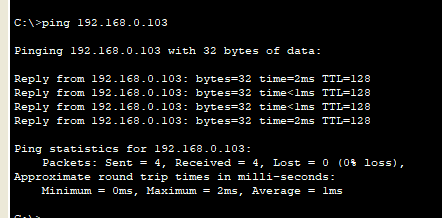 C:\>ping 192.168.0.103
Pinging 192.168.0.103 with 32 bytes of data:
Reply from 192.168.0.103: bytes=32 time=2ms TTL=128
Reply from 192.168.0.103: bytes=32 time<1ms TTL=128
Reply from 192.168.0.103: bytes=32 time<1ms TTL=128
Reply from 192.168.0.103: bytes=32 time=2ms TTL=128
Ping statistics for 192.168.0.103:
Packets: Sent = 4, Received = 4, Lost = 0 (0% loss),
Approximate round trip times in milli-seconds:
Minimum = 0ms, Maximum = 2ms, Average = 1ms
C:\>